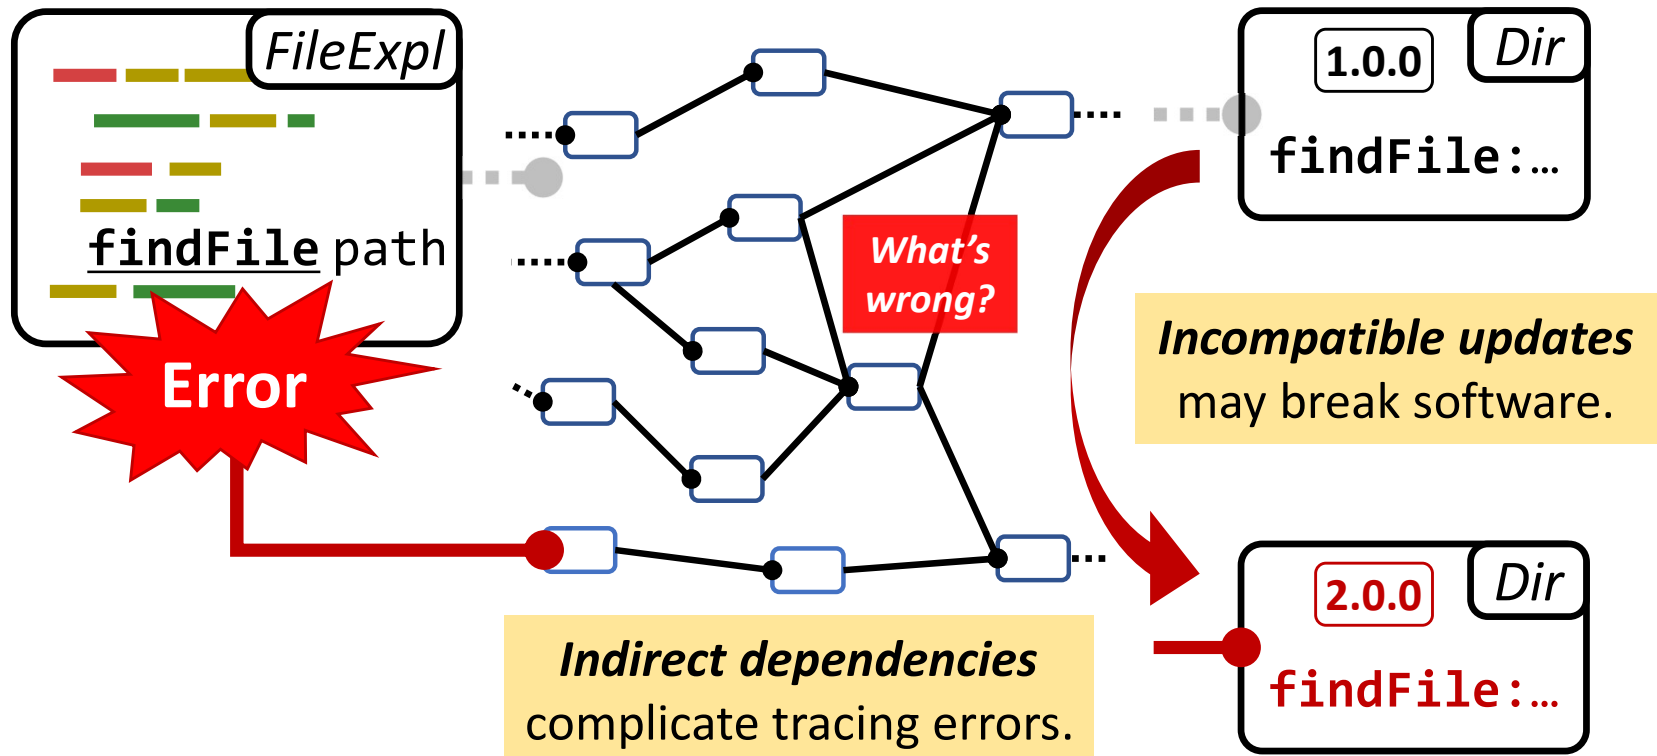 FileExpl
findFile path
Error
What's
wrong?
1.0.0
Dir
findFile:…
Incompatible updates
may break software.
Indirect dependencies
complicate tracing errors.
2.0.0
Dir
findFile:…